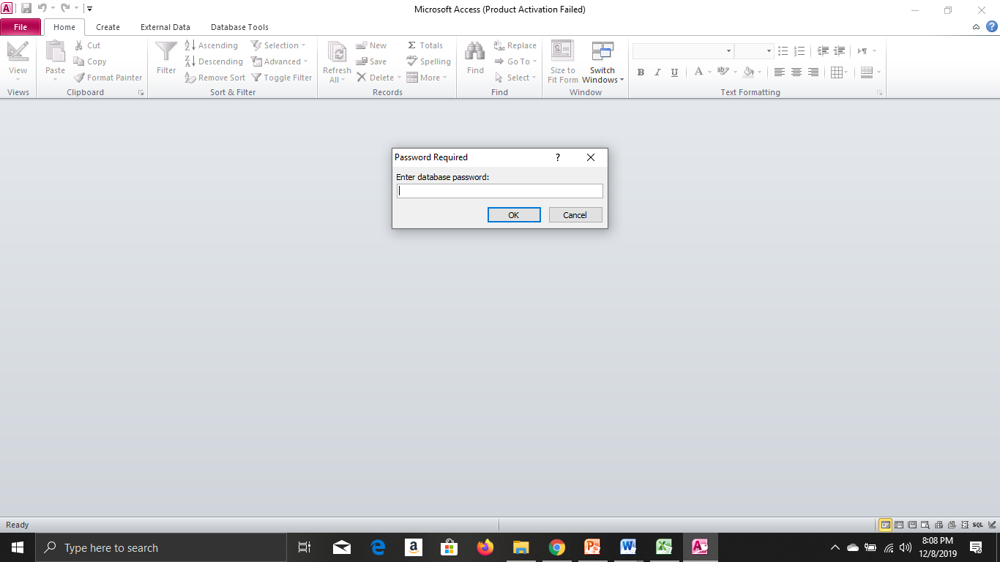 Microsoft Access (Product Activation Failed)
File Home Create External Data Database Tools
View
Views
Paste
Cut
Copy
Format Painter
Clipboard
Filter
Ascending
Descending
Remove Sort
Selection
Advanced
Toggle Filter
Sort & Filter
Refresh
All
New
Save
Delete
Totals
Spelling
More
Records
Find
Replace
Go To
Select
Find
Size to
Fit Form
Switch
Windows
Window
B I U A ab
Text Formatting
Password Required ?
Enter database password:
OK Cancel
Ready
SQL
Type here to search
8:08 PM
12/8/2019